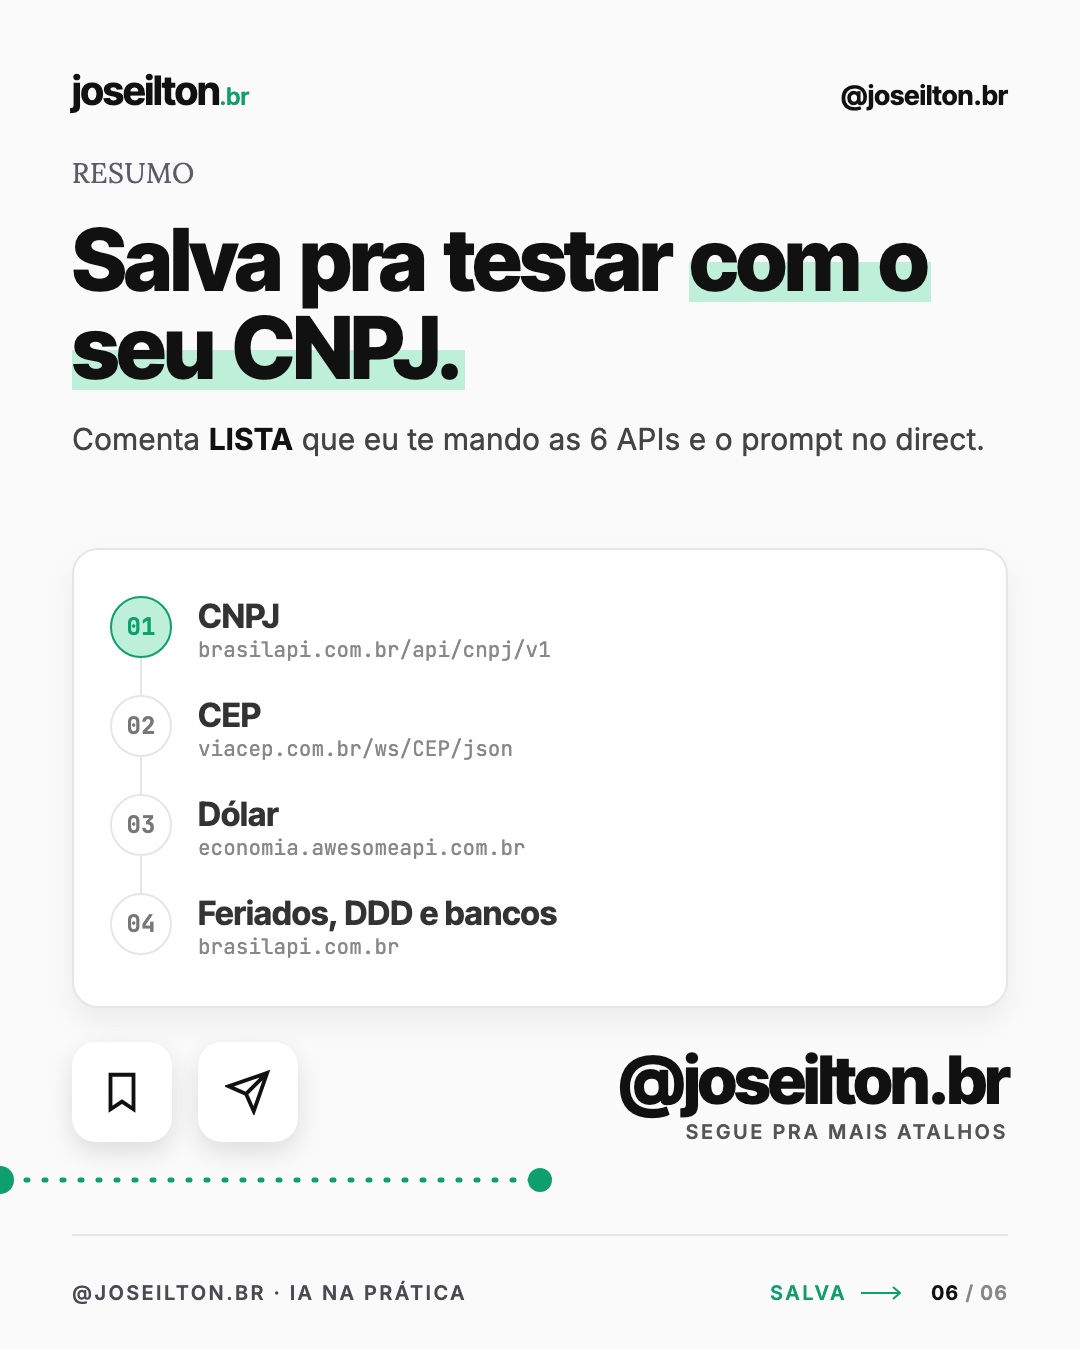 joseilton.br
@joseilton.br
RESUMO
Salva pra testar com o
seu CNPJ.
Comenta LISTA que eu te mando as 6 APIs e o prompt no direct.
01
CNPJ
brasilapi.com.br/api/cnpj/v1
02
CEP
viacep.com.br/ws/CEP/json
03
Dólar
economia.awesomeapi.com.br
04
Feriados, DDD e bancos
brasilapi.com.br
@joseilton.br
SEGUE PRA MAIS ATALHOS
@JOSEILTON.BR · IA NA PRÁTICA
SALVA → 06 / 06